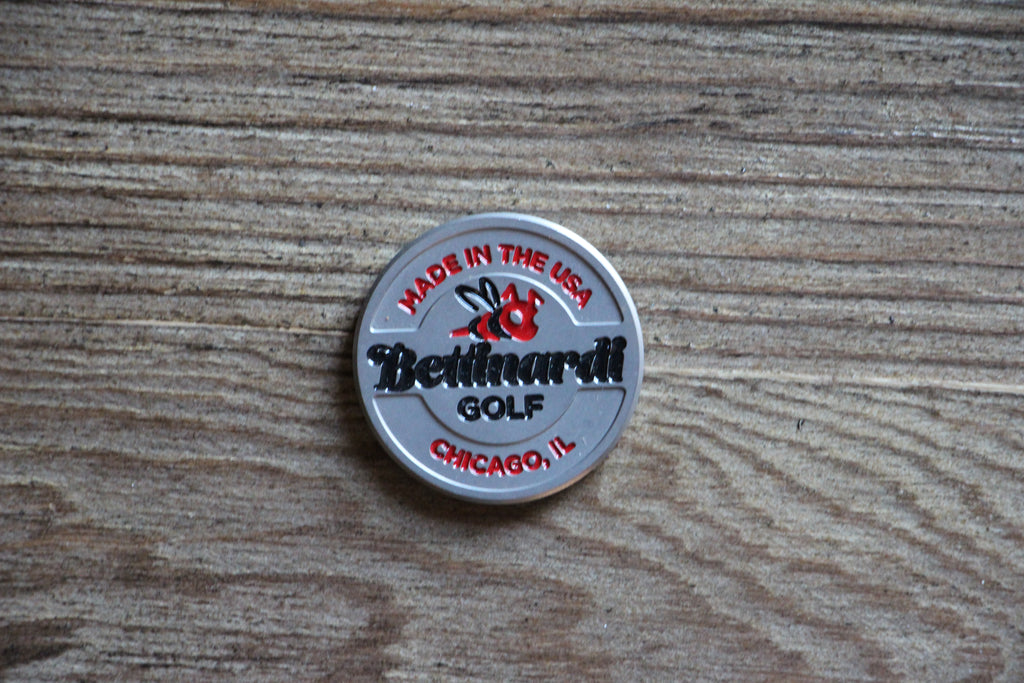 MADE IN THE USA
Bettinardi
GOLF
CHICAGO, IL